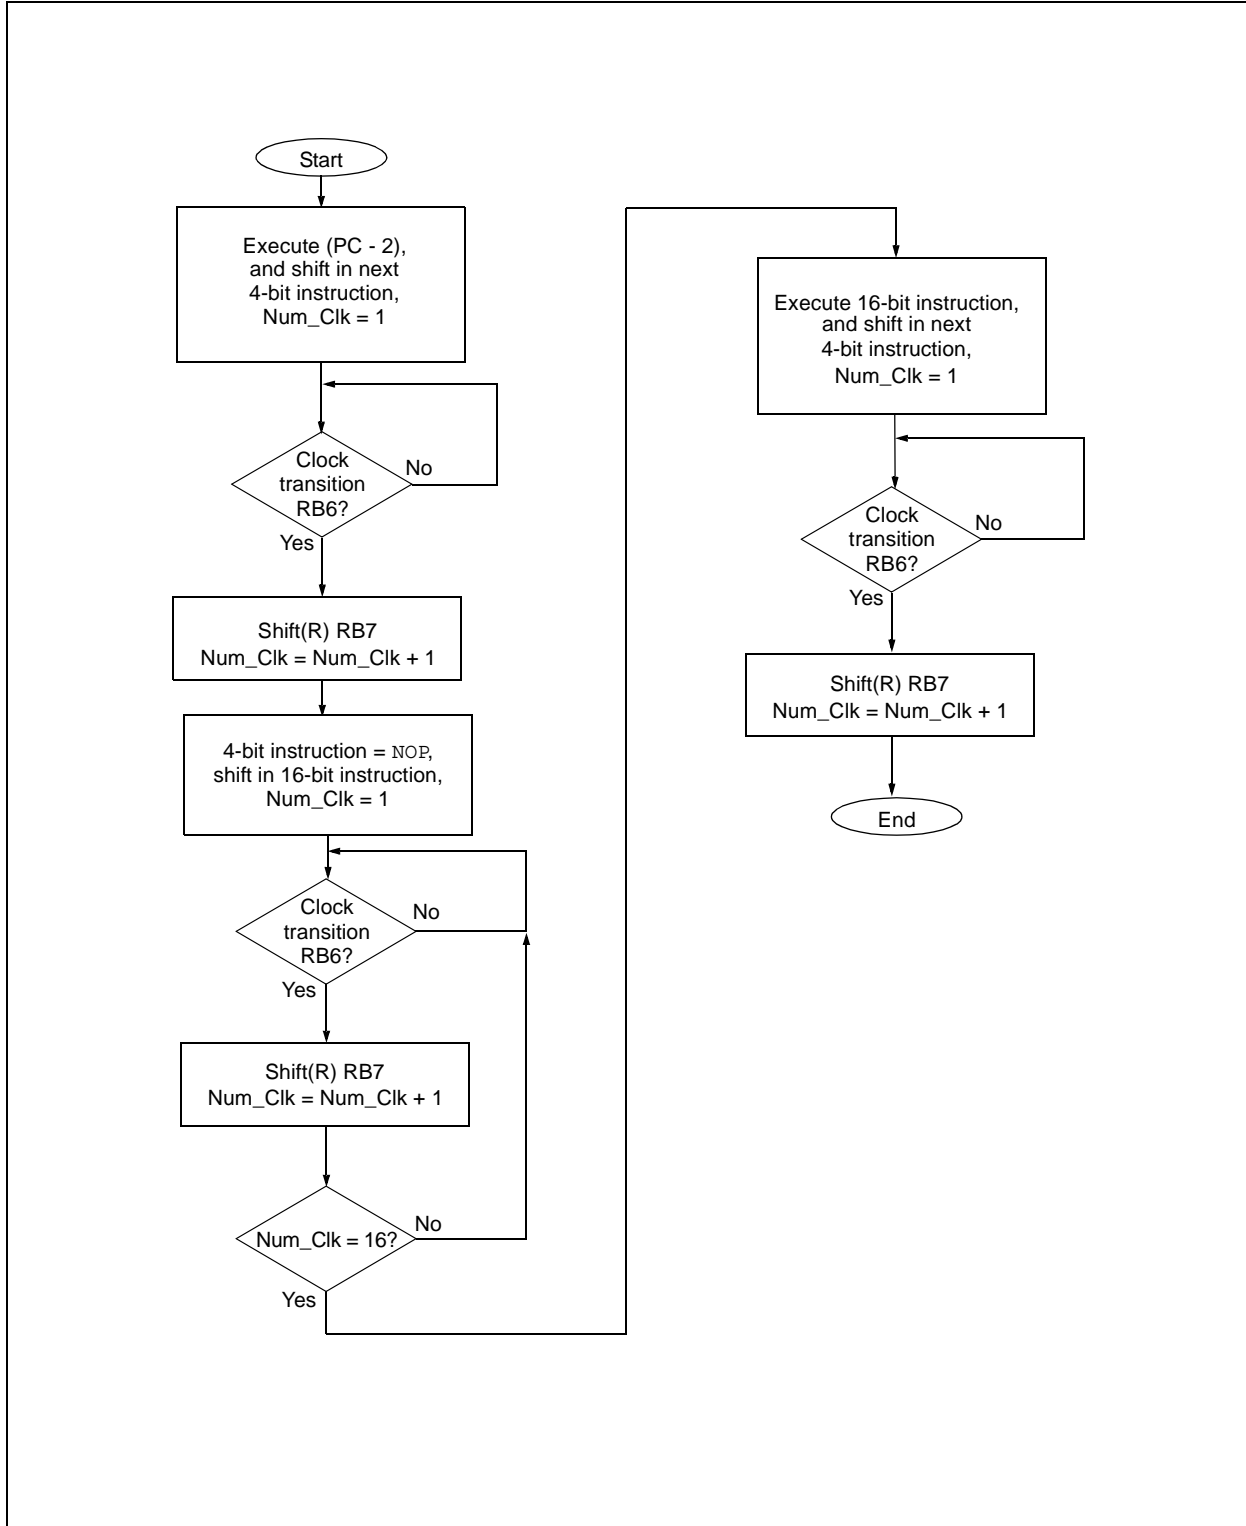 Start
Execute (PC - 2),
and shift in next
4-bit instruction,
Num_Clk = 1
Clock
transition
RB6?
No
Yes
Shift(R) RB7
Num_Clk = Num_Clk + 1
4-bit instruction = NOP,
shift in 16-bit instruction,
Num_Clk = 1
Clock
transition
RB6?
No
Yes
Shift(R) RB7
Num_Clk = Num_Clk + 1
Num_Clk = 16?
No
Yes
Execute 16-bit instruction,
and shift in next
4-bit instruction,
Num_Clk = 1
Clock
transition
RB6?
No
Yes
Shift(R) RB7
Num_Clk = Num_Clk + 1
End